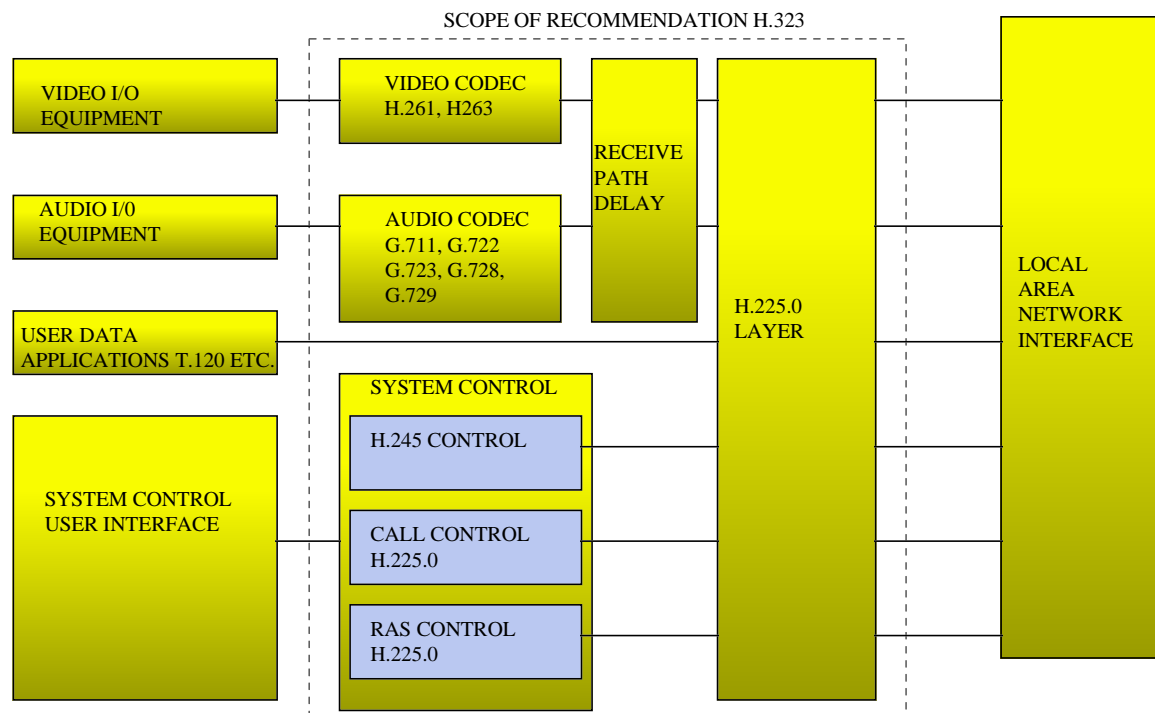 SCOPE OF RECOMMENDATION H.323
VIDEO I/O
EQUIPMENT
VIDEO CODEC
H.261, H263
RECEIVE
PATH
DELAY
AUDIO I/0
EQUIPMENT
AUDIO CODEC
G.711, G.722
G.723, G.728,
G.729
H.225.0
LAYER
LOCAL
AREA
NETWORK
INTERFACE
USER DATA
APPLICATIONS T.120 ETC.
SYSTEM CONTROL
H.245 CONTROL
SYSTEM CONTROL
USER INTERFACE
CALL CONTROL
H.225.0
RAS CONTROL
H.225.0